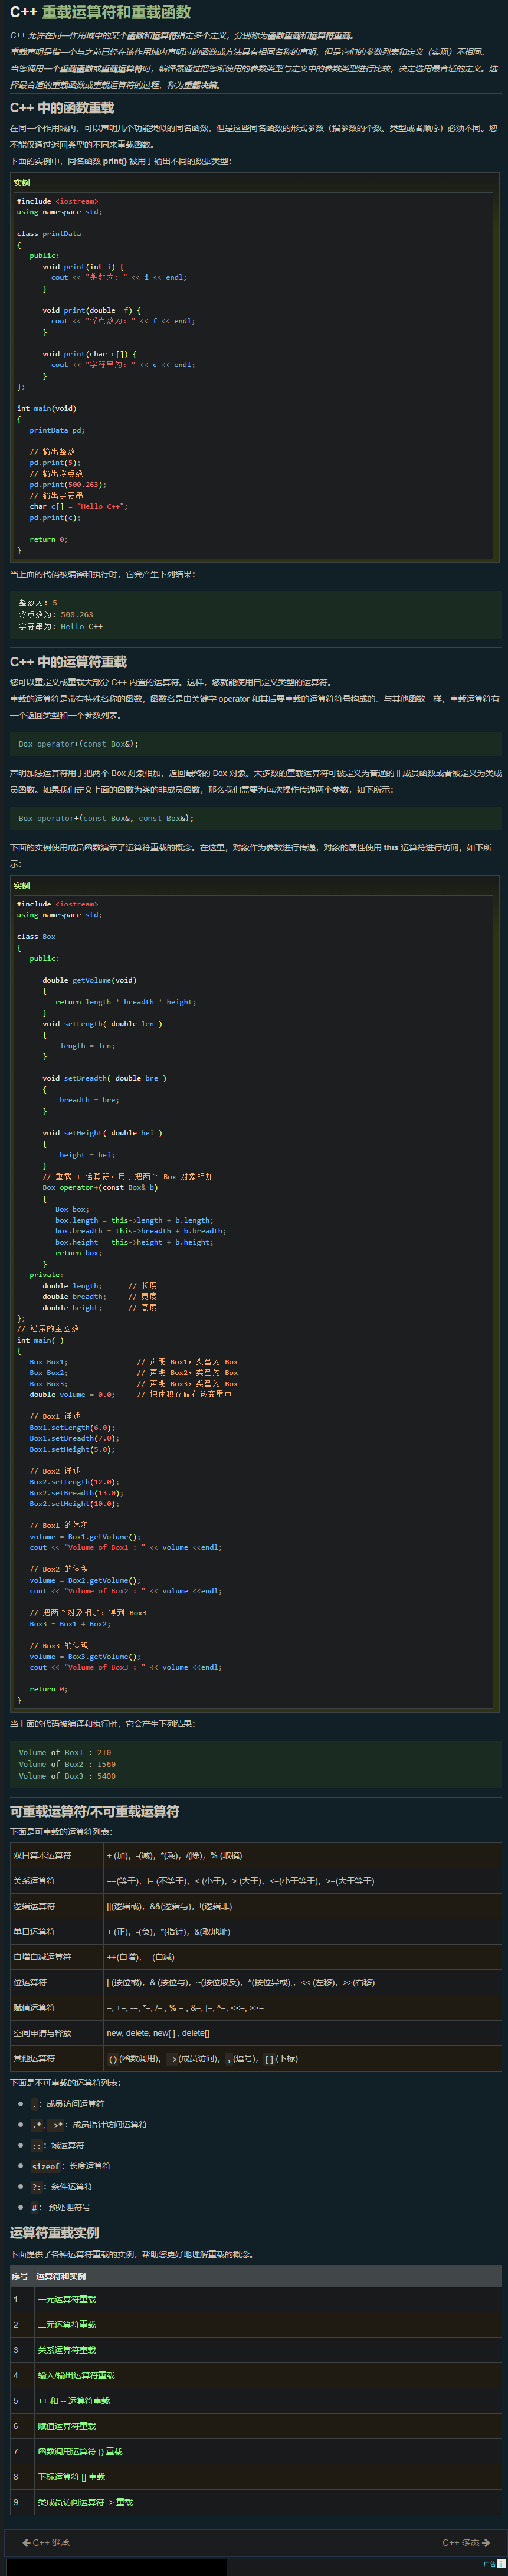 C++ 重载运算符和重载函数
C++ 允许在同一作用域中的某个函数和运算符指定多个定义，分别称为函数重载和运算符重载。
重载声明是指一个与之前已经在该作用域内声明过的函数或方法具有相同名称的声明，但是它们的参数列表和定义（实现）不相同。
当您调用一个重载函数或重载运算符时，编译器通过把您所使用的参数类型与定义中的参数类型进行比较，决定选用最合适的定义。选
择最合适的重载函数或重载运算符的过程，称为重载决策。
C++ 中的函数重载
在同一个作用域内，可以声明几个功能类似的同名函数，但是这些同名函数的形式参数（指参数的个数、类型或者顺序）必须不同。您
不能仅通过返回类型的不同来重载函数。
下面的实例中，同名函数 print() 被用于输出不同的数据类型：
实例
#include <iostream>
using namespace std;
class printData
{
public:
void print(int i) {
cout << "整数为: " << i << endl;
}
void print(double  f) {
cout << "浮点数为: " << f << endl;
}
void print(char c[]) {
cout << "字符串为: " << c << endl;
}
};
int main(void)
{
printData pd;
// 输出整数
pd.print(5);
// 输出浮点数
pd.print(500.263);
// 输出字符串
char c[] = "Hello C++";
pd.print(c);
return 0;
}
当上面的代码被编译和执行时，它会产生下列结果：
整数为: 5
浮点数为: 500.263
字符串为: Hello C++
C++ 中的运算符重载
您可以重定义或重载大部分 C++ 内置的运算符。这样，您就能使用自定义类型的运算符。
重载的运算符是带有特殊名称的函数，函数名是由关键字 operator 和其后要重载的运算符符号构成的。与其他函数一样，重载运算符有
一个返回类型和一个参数列表。
Box operator+(const Box&);
声明加法运算符用于把两个 Box 对象相加，返回最终的 Box 对象。大多数的重载运算符可被定义为普通的非成员函数或者被定义为类成
员函数。如果我们定义上面的函数为类的非成员函数，那么我们需要为每次操作传递两个参数，如下所示：
Box operator+(const Box&, const Box&);
下面的实例使用成员函数演示了运算符重载的概念。在这里，对象作为参数进行传递，对象的属性使用 this 运算符进行访问，如下所
示：
实例
#include <iostream>
using namespace std;
class Box
{
public:
double getVolume(void)
{
return length * breadth * height;
}
void setLength( double len )
{
length = len;
}
void setBreadth( double bre )
{
breadth = bre;
}
void setHeight( double hei )
{
height = hei;
}
// 重载 + 运算符，用于把两个 Box 对象相加
Box operator+(const Box& b)
{
Box box;
box.length = this->length + b.length;
box.breadth = this->breadth + b.breadth;
box.height = this->height + b.height;
return box;
}
private:
double length;      // 长度
double breadth;     // 宽度
double height;      // 高度
};
// 程序的主函数
int main( )
{
Box Box1;                // 声明 Box1，类型为 Box
Box Box2;                // 声明 Box2，类型为 Box
Box Box3;                // 声明 Box3，类型为 Box
double volume = 0.0;     // 把体积存储在该变量中
// Box1 详述
Box1.setLength(6.0);
Box1.setBreadth(7.0);
Box1.setHeight(5.0);
// Box2 详述
Box2.setLength(12.0);
Box2.setBreadth(13.0);
Box2.setHeight(10.0);
// Box1 的体积
volume = Box1.getVolume();
cout << "Volume of Box1 : " << volume <<endl;
// Box2 的体积
volume = Box2.getVolume();
cout << "Volume of Box2 : " << volume <<endl;
// 把两个对象相加，得到 Box3
Box3 = Box1 + Box2;
// Box3 的体积
volume = Box3.getVolume();
cout << "Volume of Box3 : " << volume <<endl;
return 0;
}
当上面的代码被编译和执行时，它会产生下列结果：
Volume of Box1 : 210
Volume of Box2 : 1560
Volume of Box3 : 5400
可重载运算符/不可重载运算符
下面是可重载的运算符列表：
双目算术运算符 + (加)，-(减)，*(乘)，/(除)，% (取模)
关系运算符 ==(等于)，!= (不等于)，< (小于)，> (大于)，<=(小于等于)，>=(大于等于)
逻辑运算符 ||(逻辑或)，&&(逻辑与)，!(逻辑非)
单目运算符 + (正)，-(负)，*(指针)，&(取地址)
自增自减运算符 ++(自增)，--(自减)
位运算符 | (按位或)，& (按位与)，~(按位取反)，^(按位异或),，<< (左移)，>>(右移)
赋值运算符 =, +=, -=, *=, /= , % = , &=, |=, ^=, <<=, >>=
空间申请与释放 new, delete, new[ ] , delete[]
其他运算符 ()(函数调用)，->(成员访问)，,(逗号)，[](下标)
下面是不可重载的运算符列表：
.：成员访问运算符
.*, ->*：成员指针访问运算符
::：域运算符
sizeof：长度运算符
?:：条件运算符
#： 预处理符号
运算符重载实例
下面提供了各种运算符重载的实例，帮助您更好地理解重载的概念。
序号 运算符和实例
1 一元运算符重载
2 二元运算符重载
3 关系运算符重载
4 输入/输出运算符重载
5 ++ 和 -- 运算符重载
6 赋值运算符重载
7 函数调用运算符 () 重载
8 下标运算符 [] 重载
9 类成员访问运算符 -> 重载
C++ 继承
C++ 多态
广告